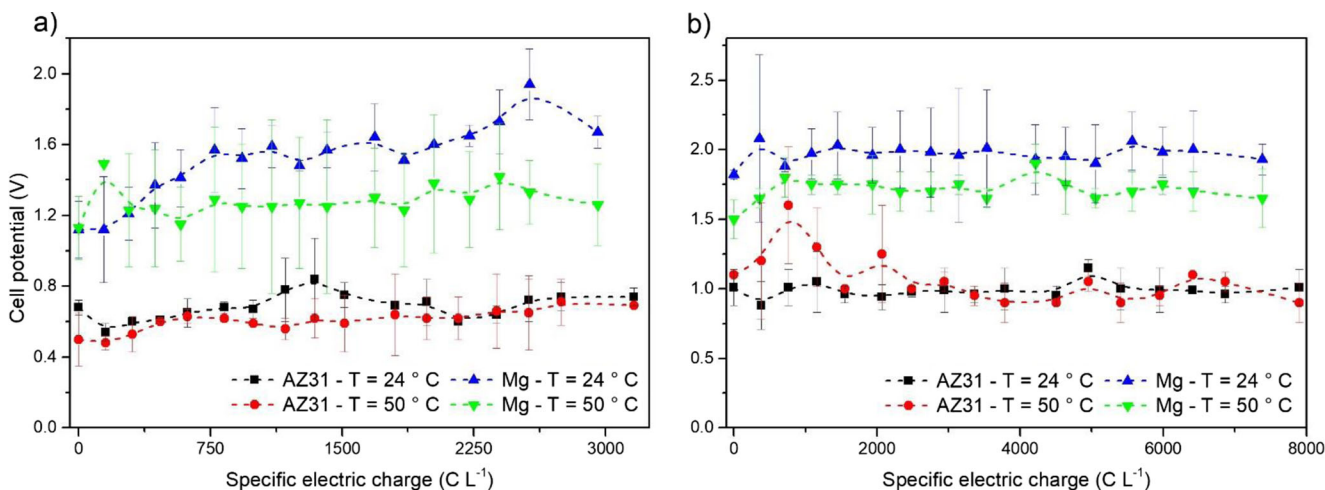 a)
2.0
1.6
1.2
0.8
0.4
0.0
Cell potential (V)
AZ31 - T = 24 ° C
Mg - T = 24 ° C
AZ31 - T = 50 ° C
Mg - T = 50 ° C
0 750 1500 2250 3000
Specific electric charge (C L-1)
b)
2.5
2.0
1.5
1.0
0.5
0.0
AZ31 - T = 24 ° C
Mg - T = 24 ° C
AZ31 - T = 50 ° C
Mg - T = 50 ° C
0 2000 4000 6000 8000
Specific electric charge (C L-1)